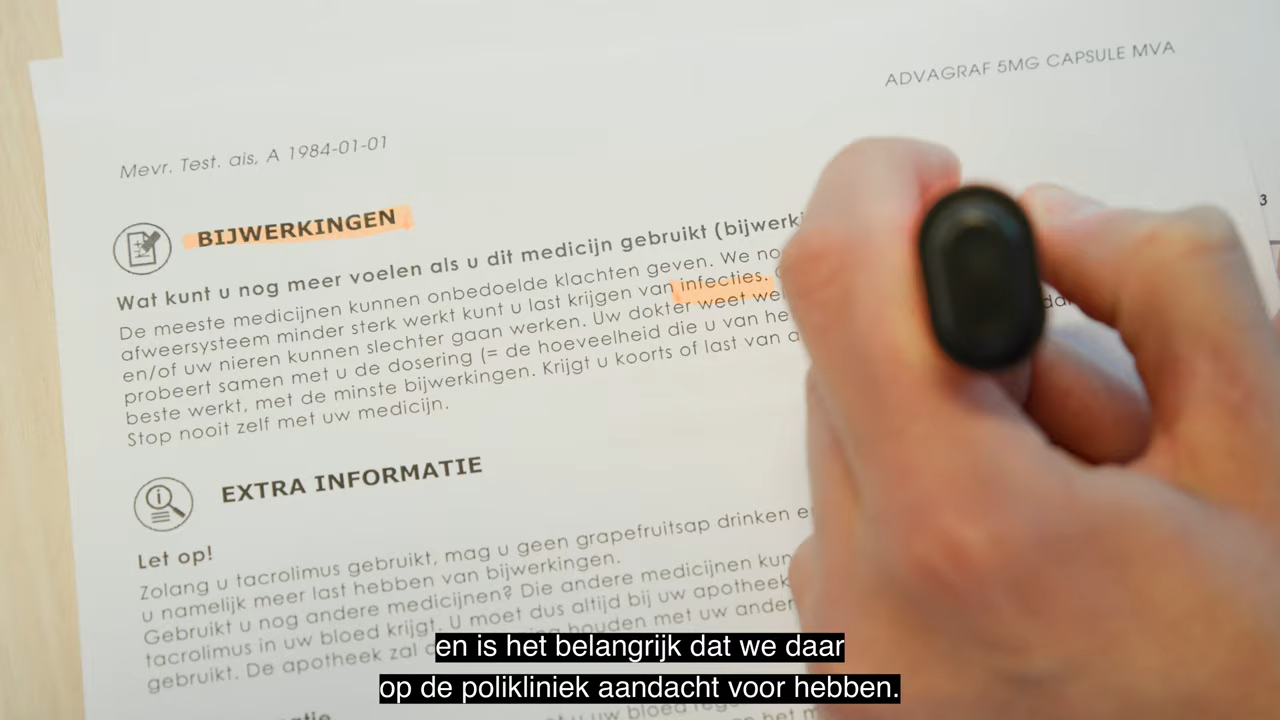 ADVAGRAF 5MG CAPSULE MVA
Mevr. Test. ais, A 1984-01-01
3
BIJWERKINGEN
Wat kunt u nog meer voelen als u dit medicijn gebruikt (bijwerki
De meeste medicijnen kunnen onbedoelde klachten geven. We no
afweersysteem minder sterk werkt kunt u last krijgen van infecties.
en/of uw nieren kunnen slechter gaan werken. Uw dokter weet wel
probeert samen met u de dosering (= de hoeveelheid die u van he
beste werkt, met de minste bijwerkingen. Krijgt u koorts of last van a
Stop nooit zelf met uw medicijn.
EXTRA INFORMATIE
Let op!
Zolang u tacrolimus gebruikt, mag u geen grapefruitsap drinken e
u namelijk meer last hebben van bijwerkingen.
Gebruikt u nog andere medicijnen? Die andere medicijnen kun
tacrolimus in uw bloed krijgt. U moet dus altijd bij uw apotheek
gebruikt. De apotheek zal houden met uw ander
en is het belangrijk dat we daar
op de polikliniek aandacht voor hebben.